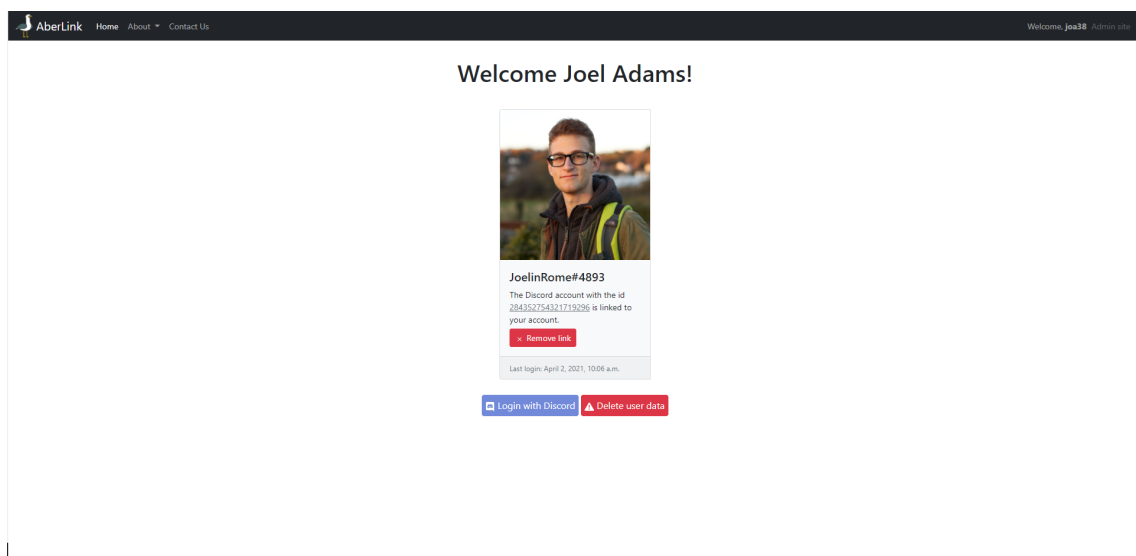 AberLink Home About Contact Us Welcome, joa38 Admin site
Welcome Joel Adams!
JoelinRome#4893
The Discord account with the id
284352754321719296 is linked to
your account.
× Remove link
Last login: April 2, 2021, 10:06 a.m.
Login with Discord Delete user data